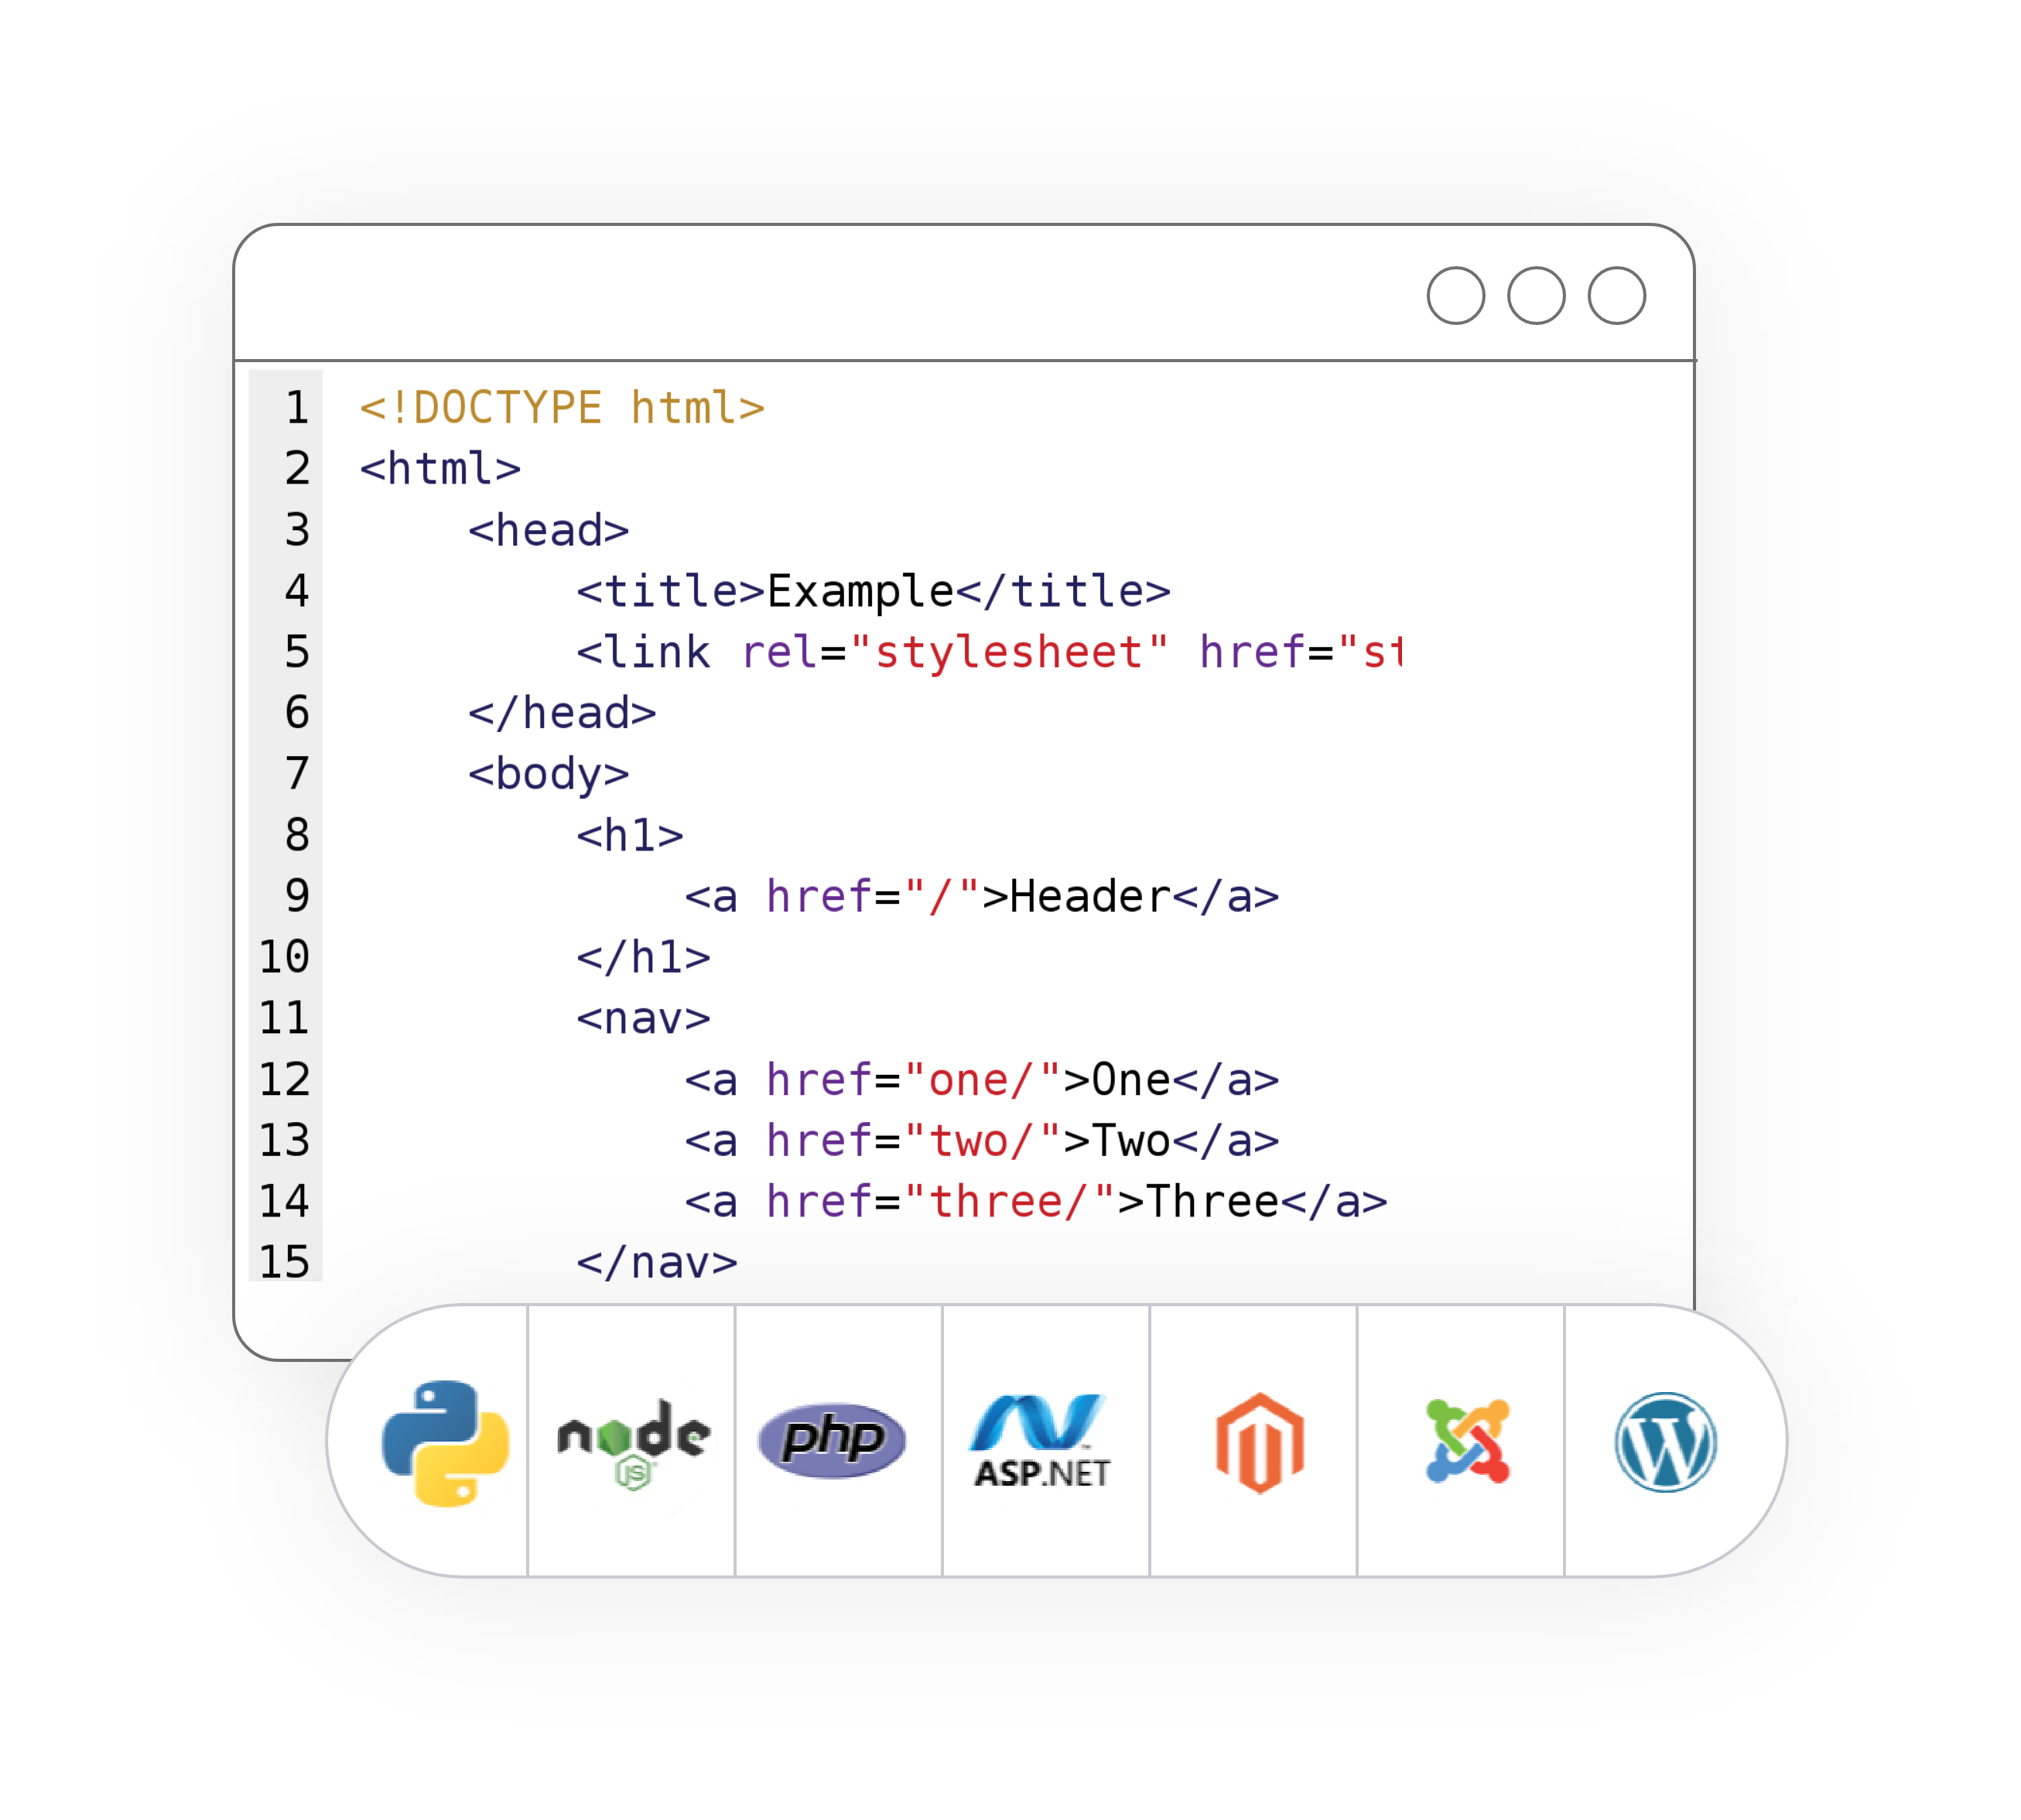 1 <!DOCTYPE html>
2 <html>
3     <head>
4         <title>Example</title>
5         <link rel="stylesheet" href="st
6     </head>
7     <body>
8         <h1>
9             <a href="/">Header</a>
10         </h1>
11         <nav>
12             <a href="one/">One</a>
13             <a href="two/">Two</a>
14             <a href="three/">Three</a>
15         </nav>
node JS php ASP.NET W